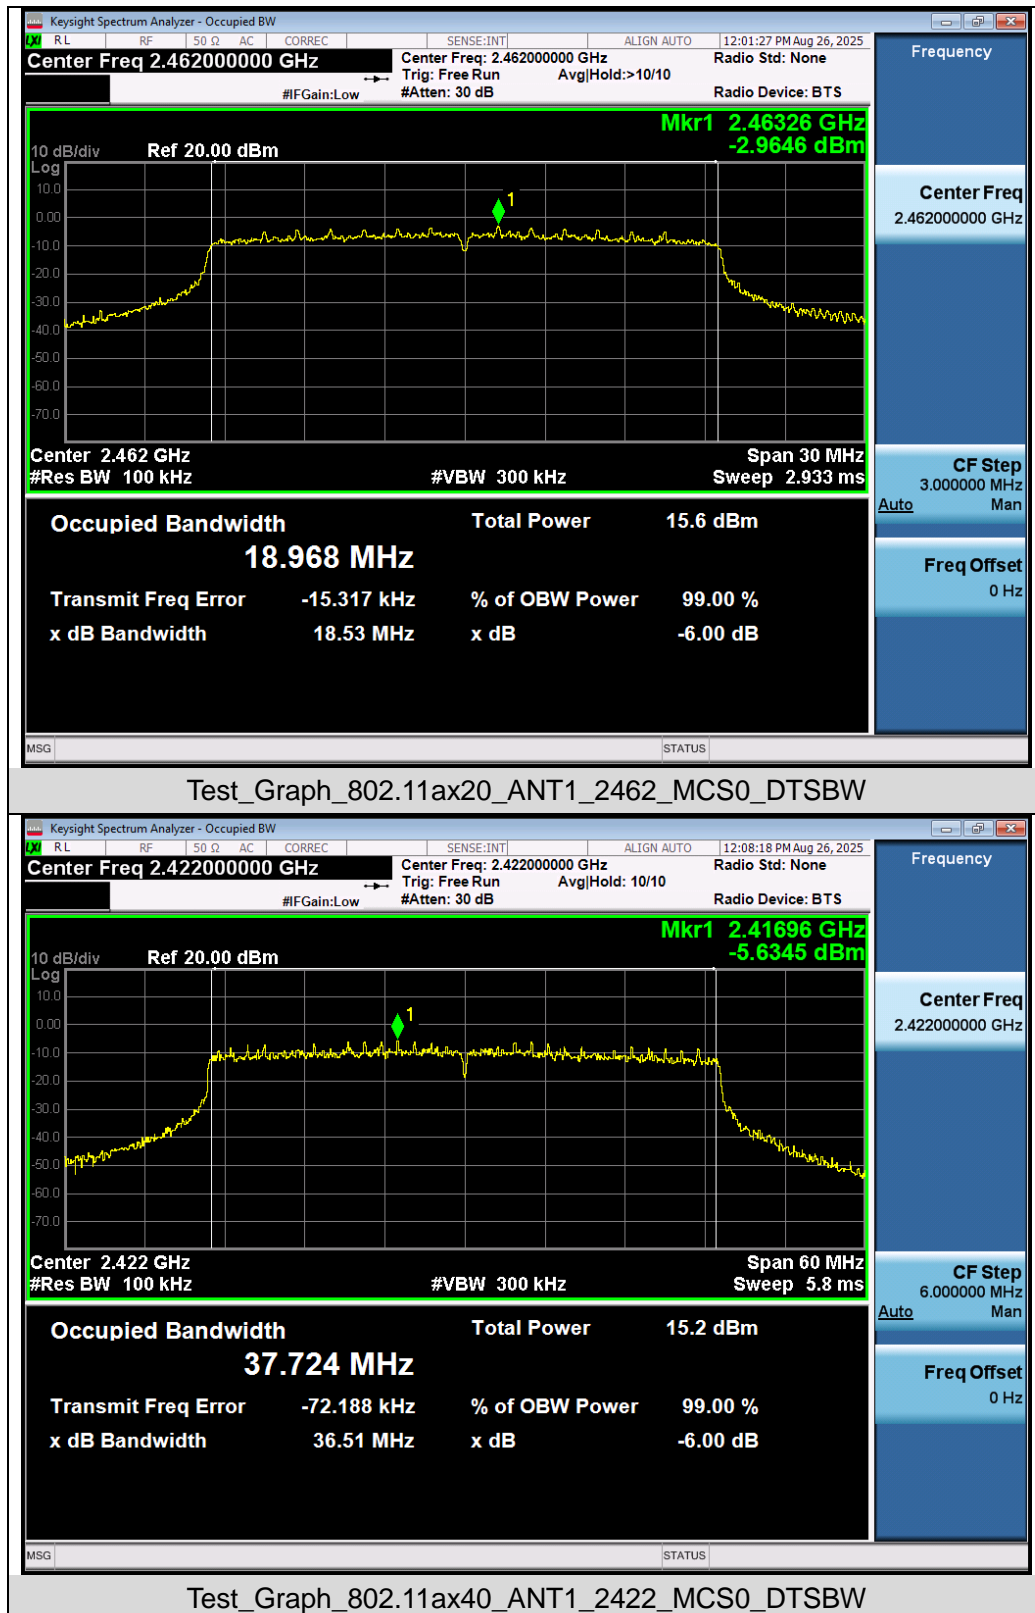 Keysight Spectrum Analyzer - Occupied BW
LXI RL RF 50 Ω AC CORREC SENSE:INT ALIGN AUTO 12:01:27 PM Aug 26, 2025
Center Freq 2.462000000 GHz
Center Freq: 2.462000000 GHz Radio Std: None
Trig: Free Run Avg|Hold:>10/10
#IFGain:Low #Atten: 30 dB Radio Device: BTS
Mkr1 2.46326 GHz
-2.9646 dBm
10 dB/div Ref 20.00 dBm
Log
10.0
0.00
-10.0
-20.0
-30.0
-40.0
-50.0
-60.0
-70.0
1
Center 2.462 GHz Span 30 MHz
#Res BW 100 kHz #VBW 300 kHz Sweep 2.933 ms
Occupied Bandwidth Total Power 15.6 dBm
18.968 MHz
Transmit Freq Error -15.317 kHz % of OBW Power 99.00 %
x dB Bandwidth 18.53 MHz x dB -6.00 dB
MSG STATUS
Frequency
Center Freq
2.462000000 GHz
CF Step
3.000000 MHz
Auto Man
Freq Offset
0 Hz
Test_Graph_802.11ax20_ANT1_2462_MCS0_DTSBW
Keysight Spectrum Analyzer - Occupied BW
LXI RL RF 50 Ω AC CORREC SENSE:INT ALIGN AUTO 12:08:18 PM Aug 26, 2025
Center Freq 2.422000000 GHz
Center Freq: 2.422000000 GHz Radio Std: None
Trig: Free Run Avg|Hold: 10/10
#IFGain:Low #Atten: 30 dB Radio Device: BTS
Mkr1 2.41696 GHz
-5.6345 dBm
10 dB/div Ref 20.00 dBm
Log
10.0
0.00
-10.0
-20.0
-30.0
-40.0
-50.0
-60.0
-70.0
1
Center 2.422 GHz Span 60 MHz
#Res BW 100 kHz #VBW 300 kHz Sweep 5.8 ms
Occupied Bandwidth Total Power 15.2 dBm
37.724 MHz
Transmit Freq Error -72.188 kHz % of OBW Power 99.00 %
x dB Bandwidth 36.51 MHz x dB -6.00 dB
MSG STATUS
Frequency
Center Freq
2.422000000 GHz
CF Step
6.000000 MHz
Auto Man
Freq Offset
0 Hz
Test_Graph_802.11ax40_ANT1_2422_MCS0_DTSBW